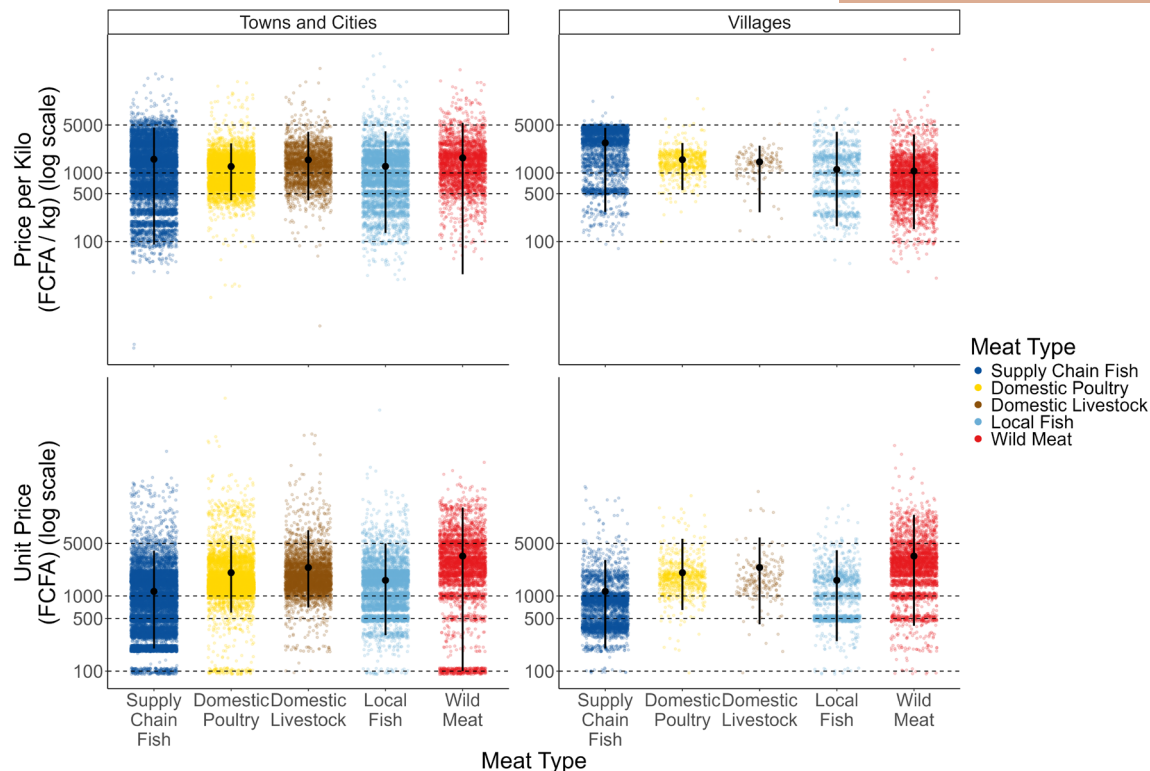 Towns and Cities
Villages
Price per Kilo
(FCFA / kg) (log scale)
5000
1000
500
100
5000
1000
500
100
Unit Price
(FCFA) (log scale)
5000
1000
500
100
5000
1000
500
100
Supply
Chain
Fish
Domestic
Poultry
Domestic
Livestock
Local
Fish
Wild
Meat
Supply
Chain
Fish
Domestic
Poultry
Domestic
Livestock
Local
Fish
Wild
Meat
Meat Type
Meat Type
Supply Chain Fish
Domestic Poultry
Domestic Livestock
Local Fish
Wild Meat